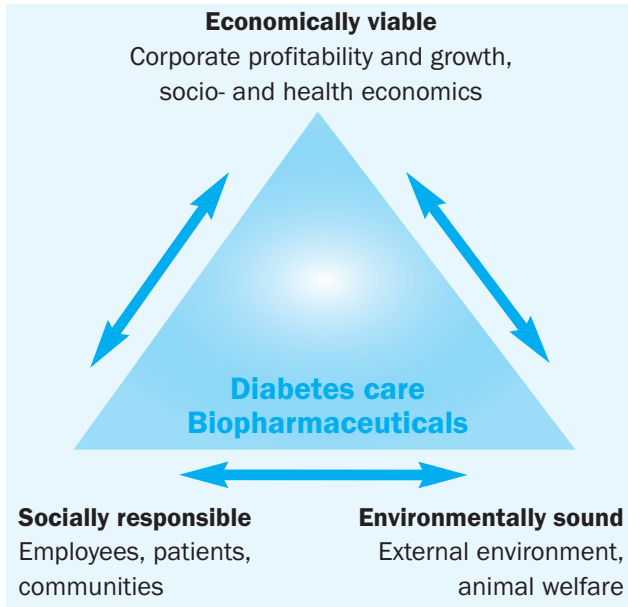 Economically viable
Corporate profitability and growth,
socio- and health economics
Diabetes care
Biopharmaceuticals
Socially responsible
Employees, patients,
communities
Environmentally sound
External environment,
animal welfare